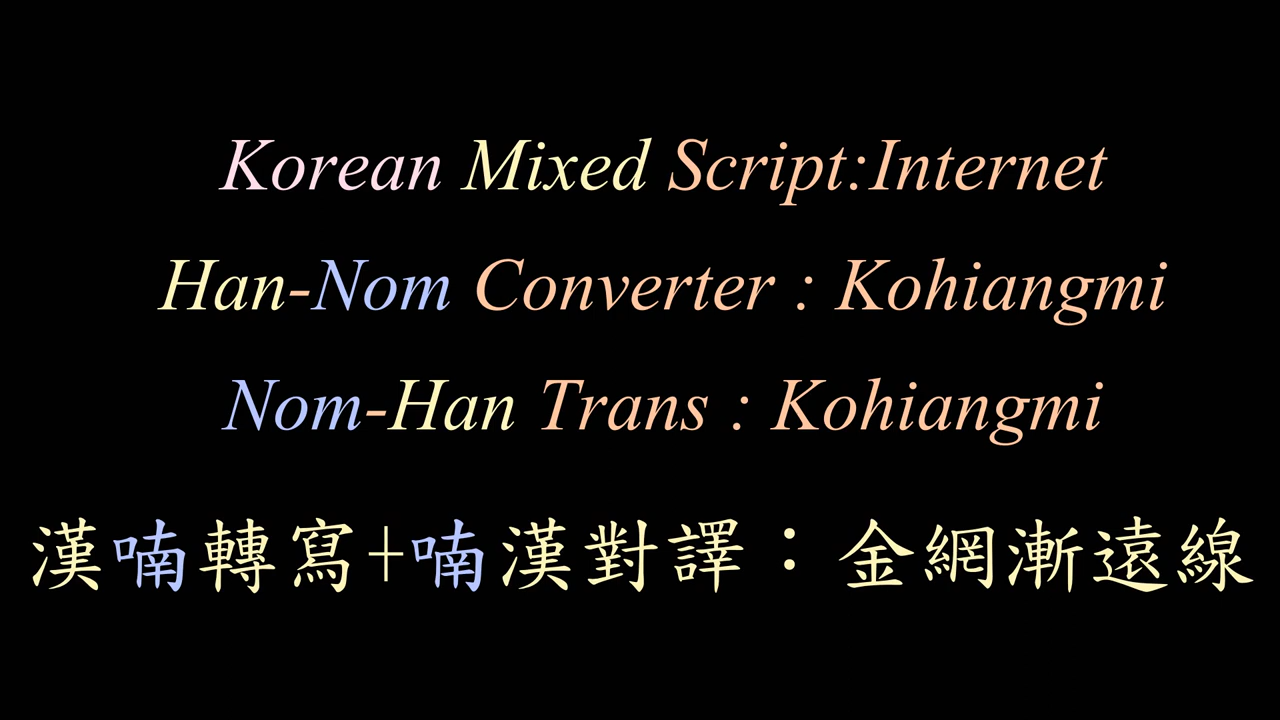 Korean Mixed Script:Internet
Han-Nom Converter : Kohiangmi
Nom-Han Trans : Kohiangmi
漢喃轉寫+喃漢對譯：金網漸遠線